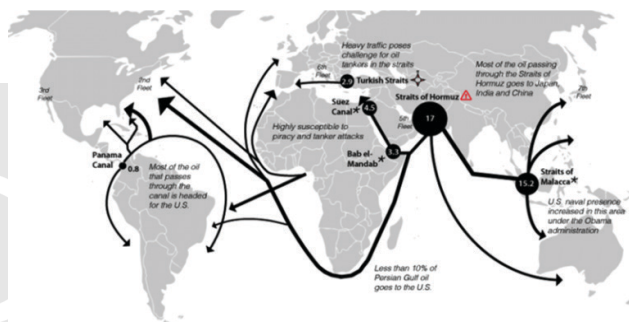 Heavy traffic poses
challenge for oil
tankers in the straits
6th
Fleet
2.9 Turkish Straits
Most of the oil passing
through the Straits of
Hormuz goes to Japan,
India and China
2nd
Fleet
3rd
Fleet
7th
Fleet
Suez
Canal*
4.5
Straits of Hormuz
17
5th
Fleet
Highly susceptible to
piracy and tanker attacks
Bab el-
Mandab*
3.3
Panama
Canal
0.8
Most of the oil
that passes
through the
canal is headed
for the U.S.
Straits of
Malacca*
15.2
U.S. naval presence
increased in this area
under the Obama
administration
Less than 10% of
Persian Gulf oil
goes to the U.S.